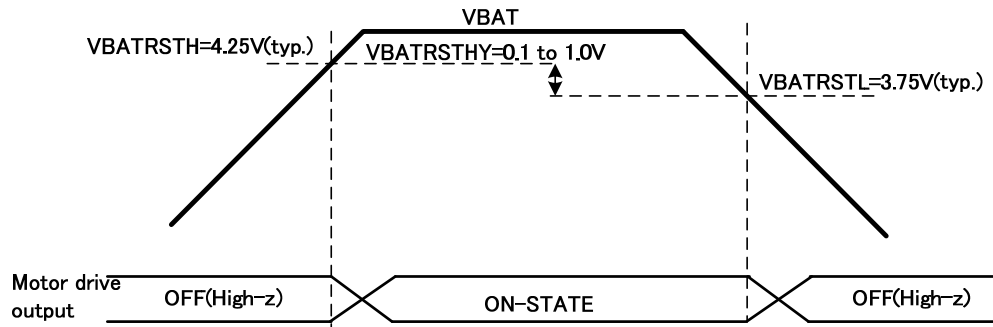 VBAT
VBATRSTH=4.25V(typ.)
VBATRSTHY=0.1 to 1.0V
VBATRSTL=3.75V(typ.)
Motor drive
output
OFF(High-z)
ON-STATE
OFF(High-z)